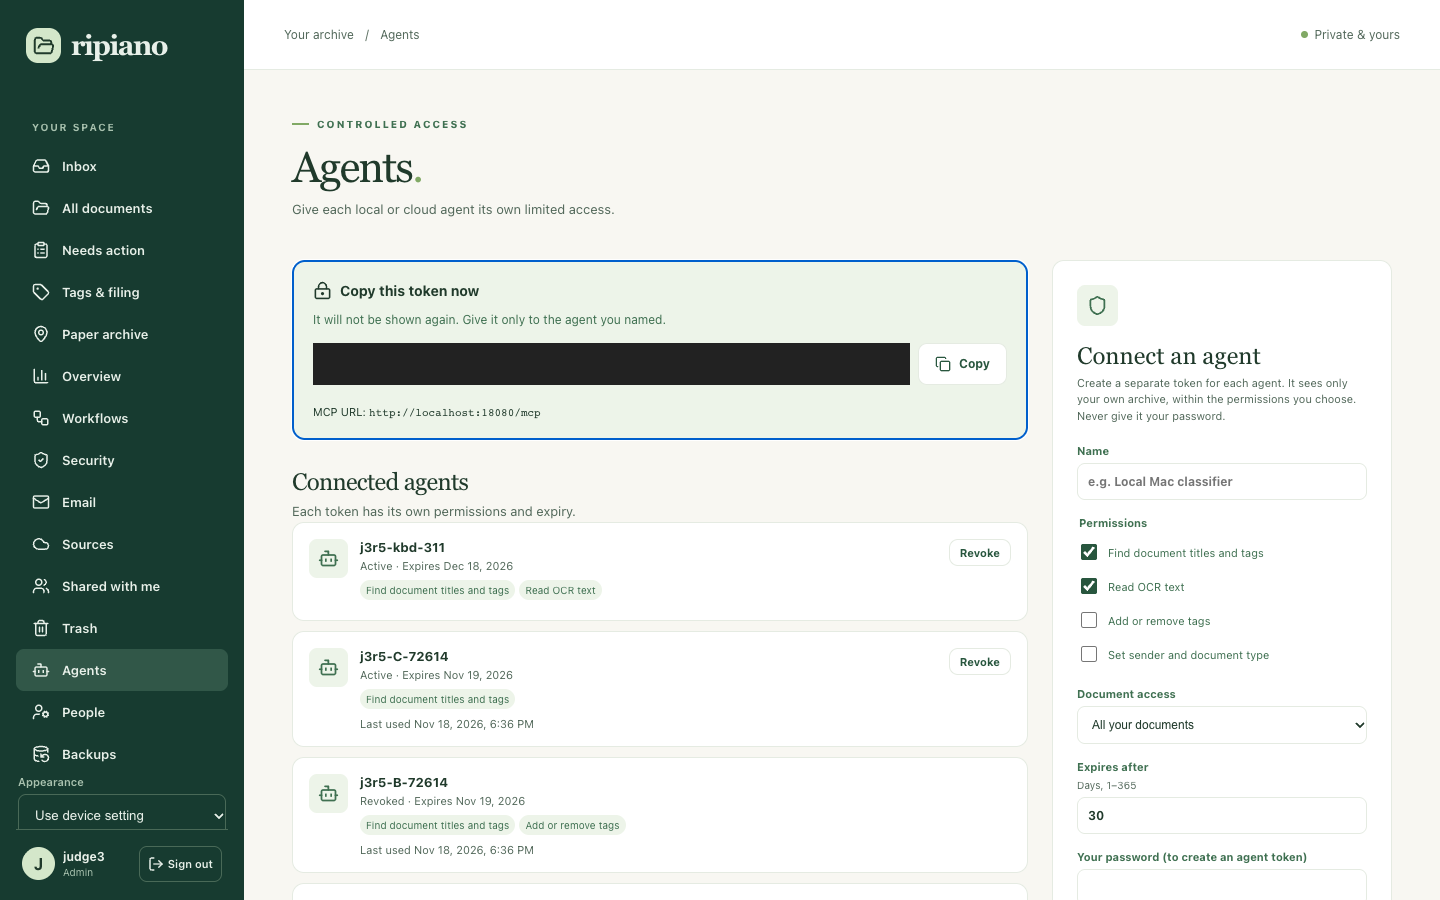 ripiano
YOUR SPACE
Inbox
All documents
Needs action
Tags & filing
Paper archive
Overview
Workflows
Security
Email
Sources
Shared with me
Trash
Agents
People
Backups
Appearance
Use device setting
J
judge3
Admin
Sign out
Your archive / Agents
Private & yours
CONTROLLED ACCESS
Agents.
Give each local or cloud agent its own limited access.
Copy this token now
It will not be shown again. Give it only to the agent you named.
Copy
MCP URL: http://localhost:18080/mcp
Connected agents
Each token has its own permissions and expiry.
j3r5-kbd-311
Active · Expires Dec 18, 2026
Find document titles and tags Read OCR text
Revoke
j3r5-C-72614
Active · Expires Nov 19, 2026
Find document titles and tags
Last used Nov 18, 2026, 6:36 PM
Revoke
j3r5-B-72614
Revoked · Expires Nov 19, 2026
Find document titles and tags Add or remove tags
Last used Nov 18, 2026, 6:36 PM
Connect an agent
Create a separate token for each agent. It sees only
your own archive, within the permissions you choose.
Never give it your password.
Name
e.g. Local Mac classifier
Permissions
Find document titles and tags
Read OCR text
Add or remove tags
Set sender and document type
Document access
All your documents
Expires after
Days, 1–365
30
Your password (to create an agent token)